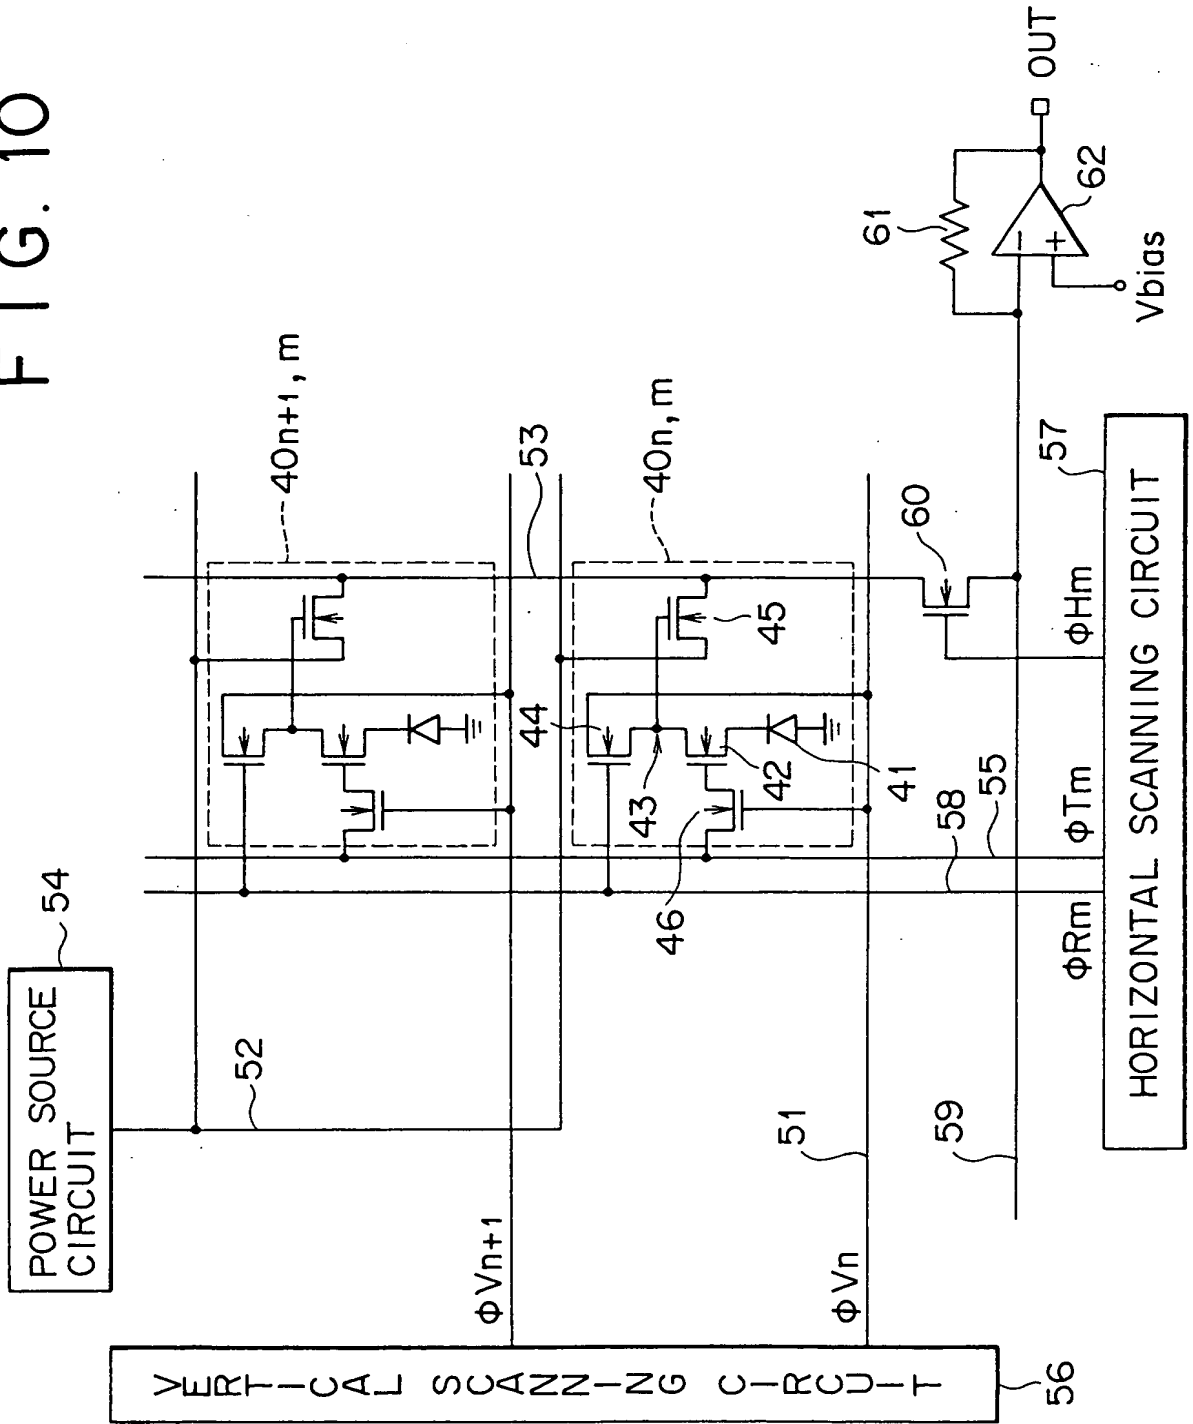 FIG. 10
POWER SOURCE
CIRCUIT
54
52
40n+1, m
53
44
40n, m
43
45
42
46
41
58
55
60
61
62
OUT
Vbias
ΦVn+1
ΦVn
51
59
ΦRm
ΦTm
ΦHm
57
VERTICAL SCANNING CIRCUIT
56
HORIZONTAL SCANNING CIRCUIT